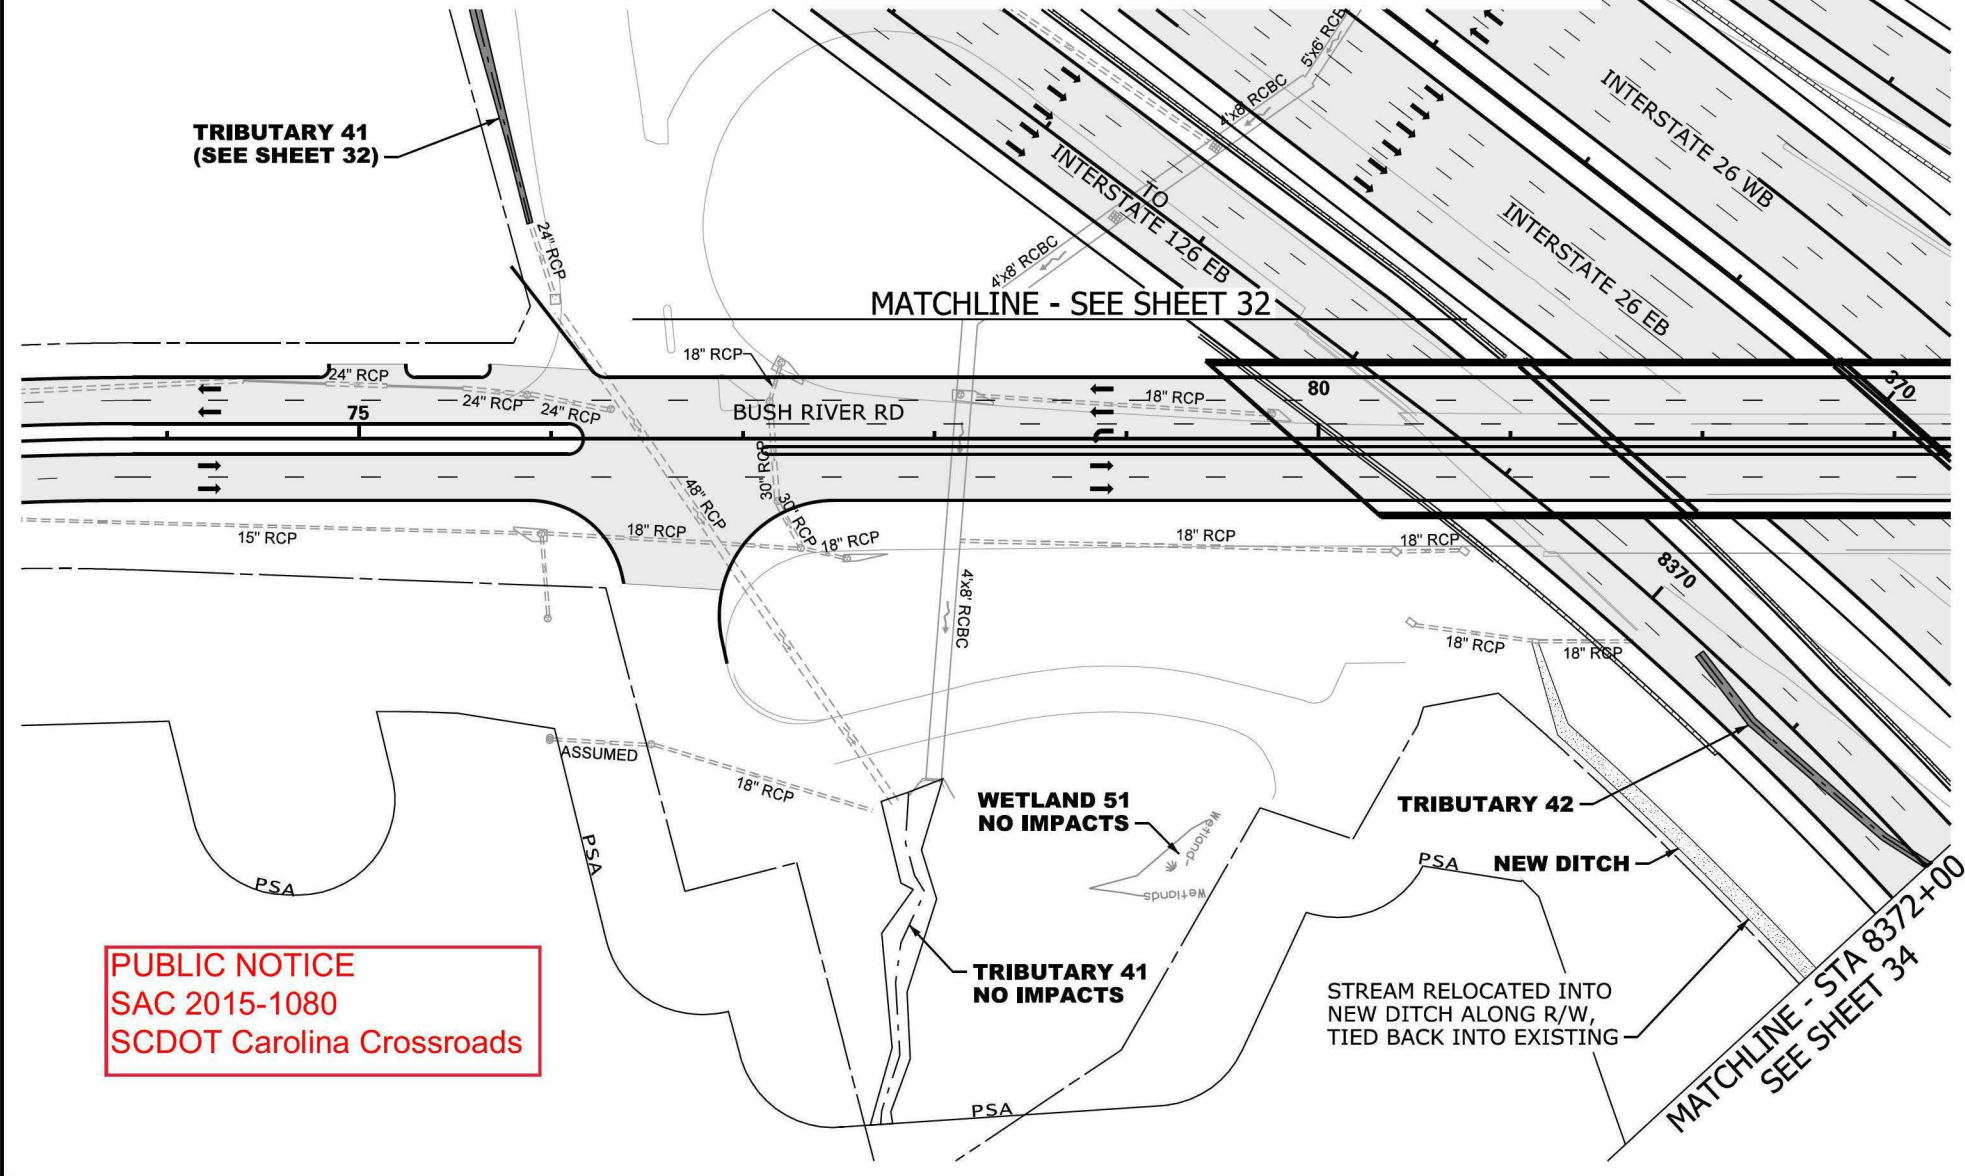 5'x6' RCB
4'x8' RCBC
INTERSTATE 26 WB
TRIBUTARY 41
(SEE SHEET 32)
TO
INTERSTATE 126 EB
INTERSTATE 26 EB
24" RCP
4'x8' RCBC
MATCHLINE - SEE SHEET 32
18" RCP
24" RCP
24" RCP
24" RCP
75
BUSH RIVER RD
18" RCP
80
370
30" RCP
48" RCP
30" RCP
15" RCP
18" RCP
18" RCP
18" RCP
18" RCP
4'x8' RCBC
8370
18" RCP
18" RCP
ASSUMED
18" RCP
WETLAND 51
NO IMPACTS
Wetland
Wetlands
TRIBUTARY 42
PSA
PSA
PSA
NEW DITCH
PUBLIC NOTICE
SAC 2015-1080
SCDOT Carolina Crossroads
TRIBUTARY 41
NO IMPACTS
STREAM RELOCATED INTO
NEW DITCH ALONG R/W,
TIED BACK INTO EXISTING
MATCHLINE - STA 8372+00
SEE SHEET 34
PSA